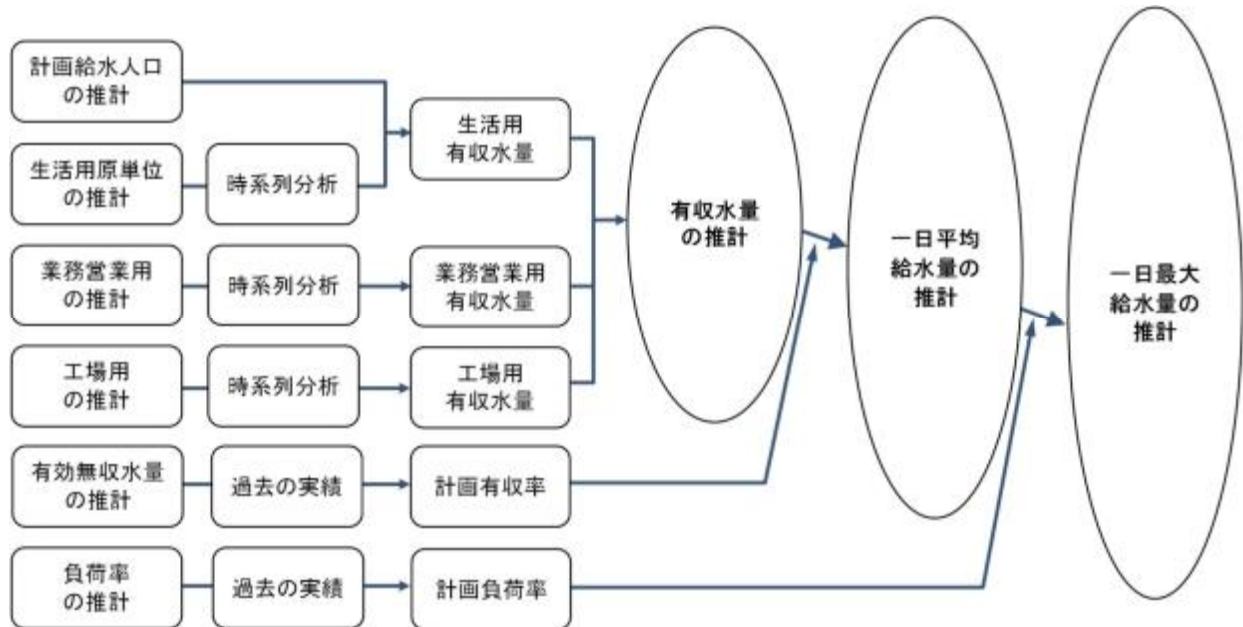 計画給水人口
の推計
生活用
有収水量
生活用原単位
の推計
時系列分析
有収水量
の推計
一日平均
給水量の
推計
一日最大
給水量の
推計
業務営業用
の推計
時系列分析
業務営業用
有収水量
工場用
の推計
時系列分析
工場用
有収水量
有効無収水量
の推計
過去の実績
計画有収率
負荷率
の推計
過去の実績
計画負荷率